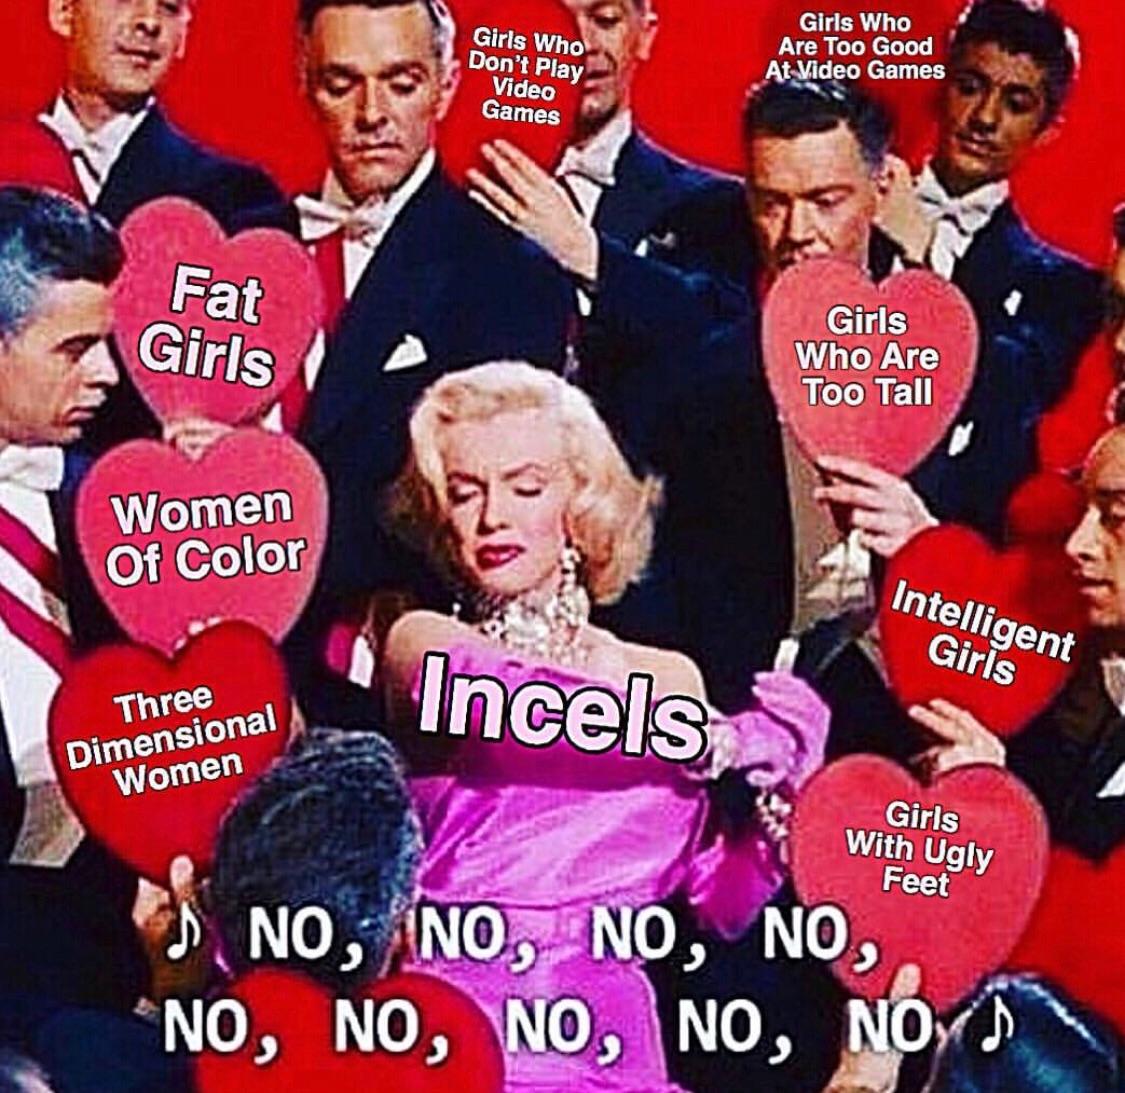 Girls Who
Don't Play
Video
Games
Girls Who
Are Too Good
At Video Games
Fat
Girls
Girls
Who Are
Too Tall
Women
Of Color
Intelligent
Girls
Three
Dimensional
Women
Incels
Girls
With Ugly
Feet
♪ NO, NO, NO, NO,
NO, NO, NO, NO, NO ♪